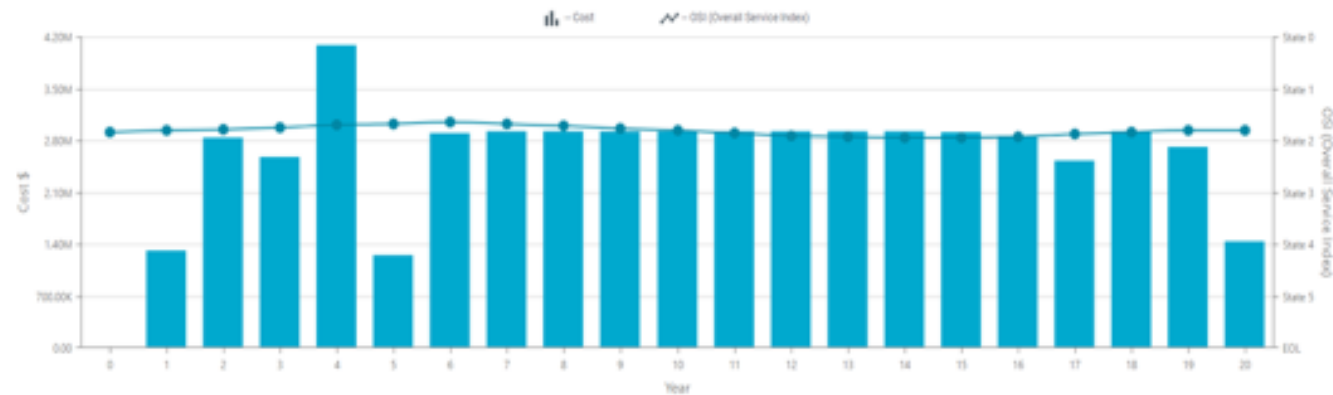 – Cost – OSI (Overall Service Index)
4.20M State 0
3.50M State 1
2.80M State 2
2.10M State 3
1.40M State 4
700.00K State 5
0.00 EOL
Cost $
OSI (Overall Service Index)
0 1 2 3 4 5 6 7 8 9 10 11 12 13 14 15 16 17 18 19 20
Year